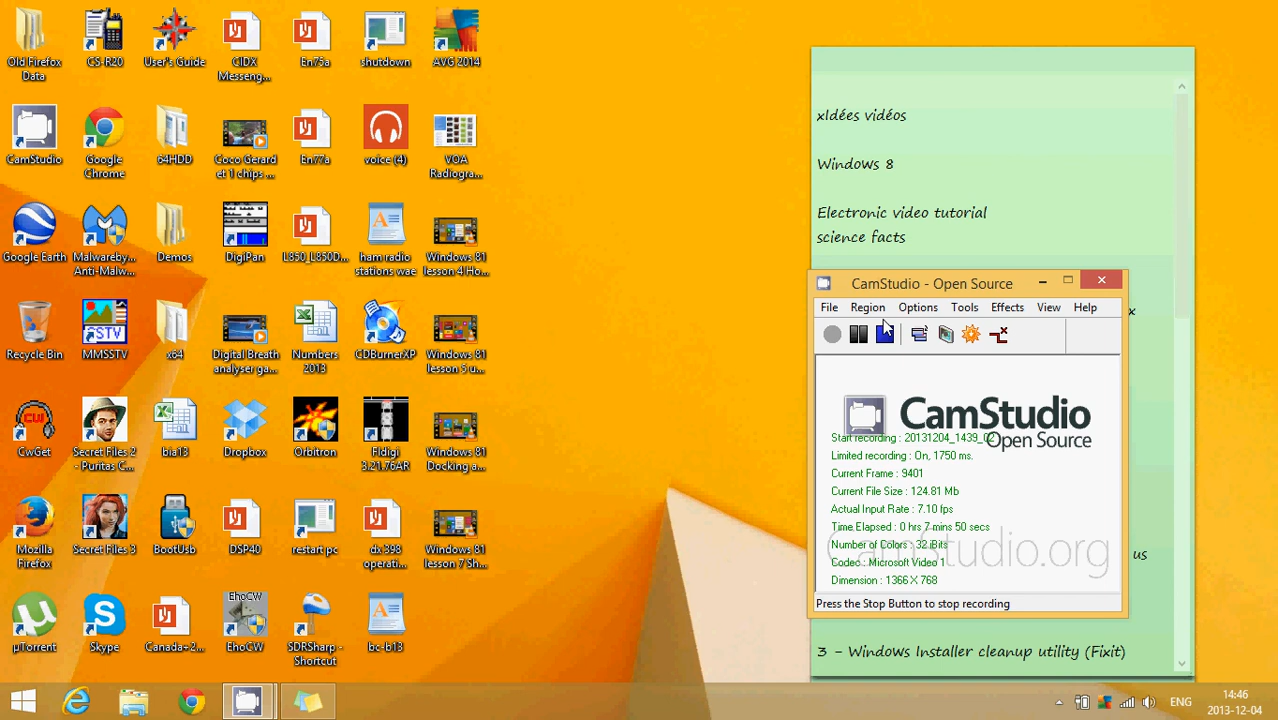 Old Firefox
Data
CS-R20
User's Guide
CIDX
Messeng...
En75a
shutdown
AVG 2014
CamStudio
Google
Chrome
64HDD
Coco Gerard
et 1 chips ...
En77a
voice (4)
VOA
Radiogra...
Google Earth
Malwareby...
Anti-Malw...
Demos
DigiPan
L850_L850D...
ham radio
stations wae
Windows 81
lesson 4 Ho...
Recycle Bin
SSTV
MMSSTV
x64
Digital Breath
analyser ga...
Numbers
2013
CDBurnerXP
Windows 81
lesson 5 u...
CW
CwGet
Secret Files 2
- Puritas C...
bia13
Dropbox
Orbitron
Fldigi
3.21.76AR
Windows 81
Docking a...
Mozilla
Firefox
Secret Files 3
BootUsb
DSP40
restart pc
dx 398
operati...
Windows 81
lesson 7 Sh...
µTorrent
Skype
Canada+2...
EhoCW
EhoCW
SDRSharp -
Shortcut
bc-b13
xIdées vidéos
Windows 8
Electronic video tutorial
science facts
x
us
3 - Windows Installer cleanup utility (Fixit)
CamStudio - Open Source
File Region Options Tools Effects View Help
CamStudio
Open Source
Start recording : 20131204_1439_02
Limited recording : On, 1750 ms.
Current Frame : 9401
Current File Size : 124.81 Mb
Actual Input Rate : 7.10 fps
Time Elapsed : 0 hrs 7 mins 50 secs
Number of Colors : 32 Bits
CamStudio.org
Codec : Microsoft Video 1
Dimension : 1366 X 768
Press the Stop Button to stop recording
ENG
14:46
2013-12-04